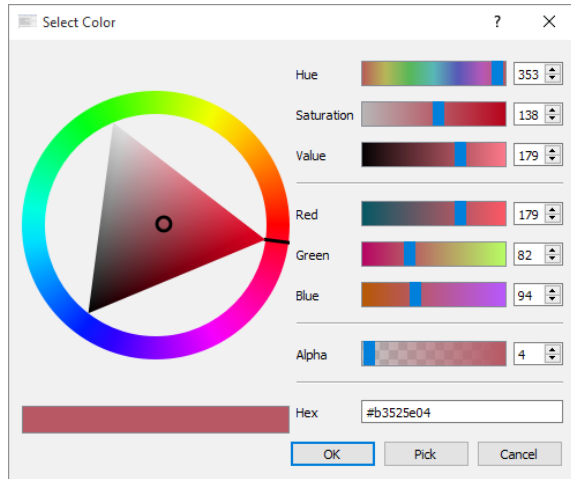 Select Color
?
Hue 353
Saturation 138
Value 179
Red 179
Green 82
Blue 94
Alpha 4
Hex #b3525e04
OK Pick Cancel